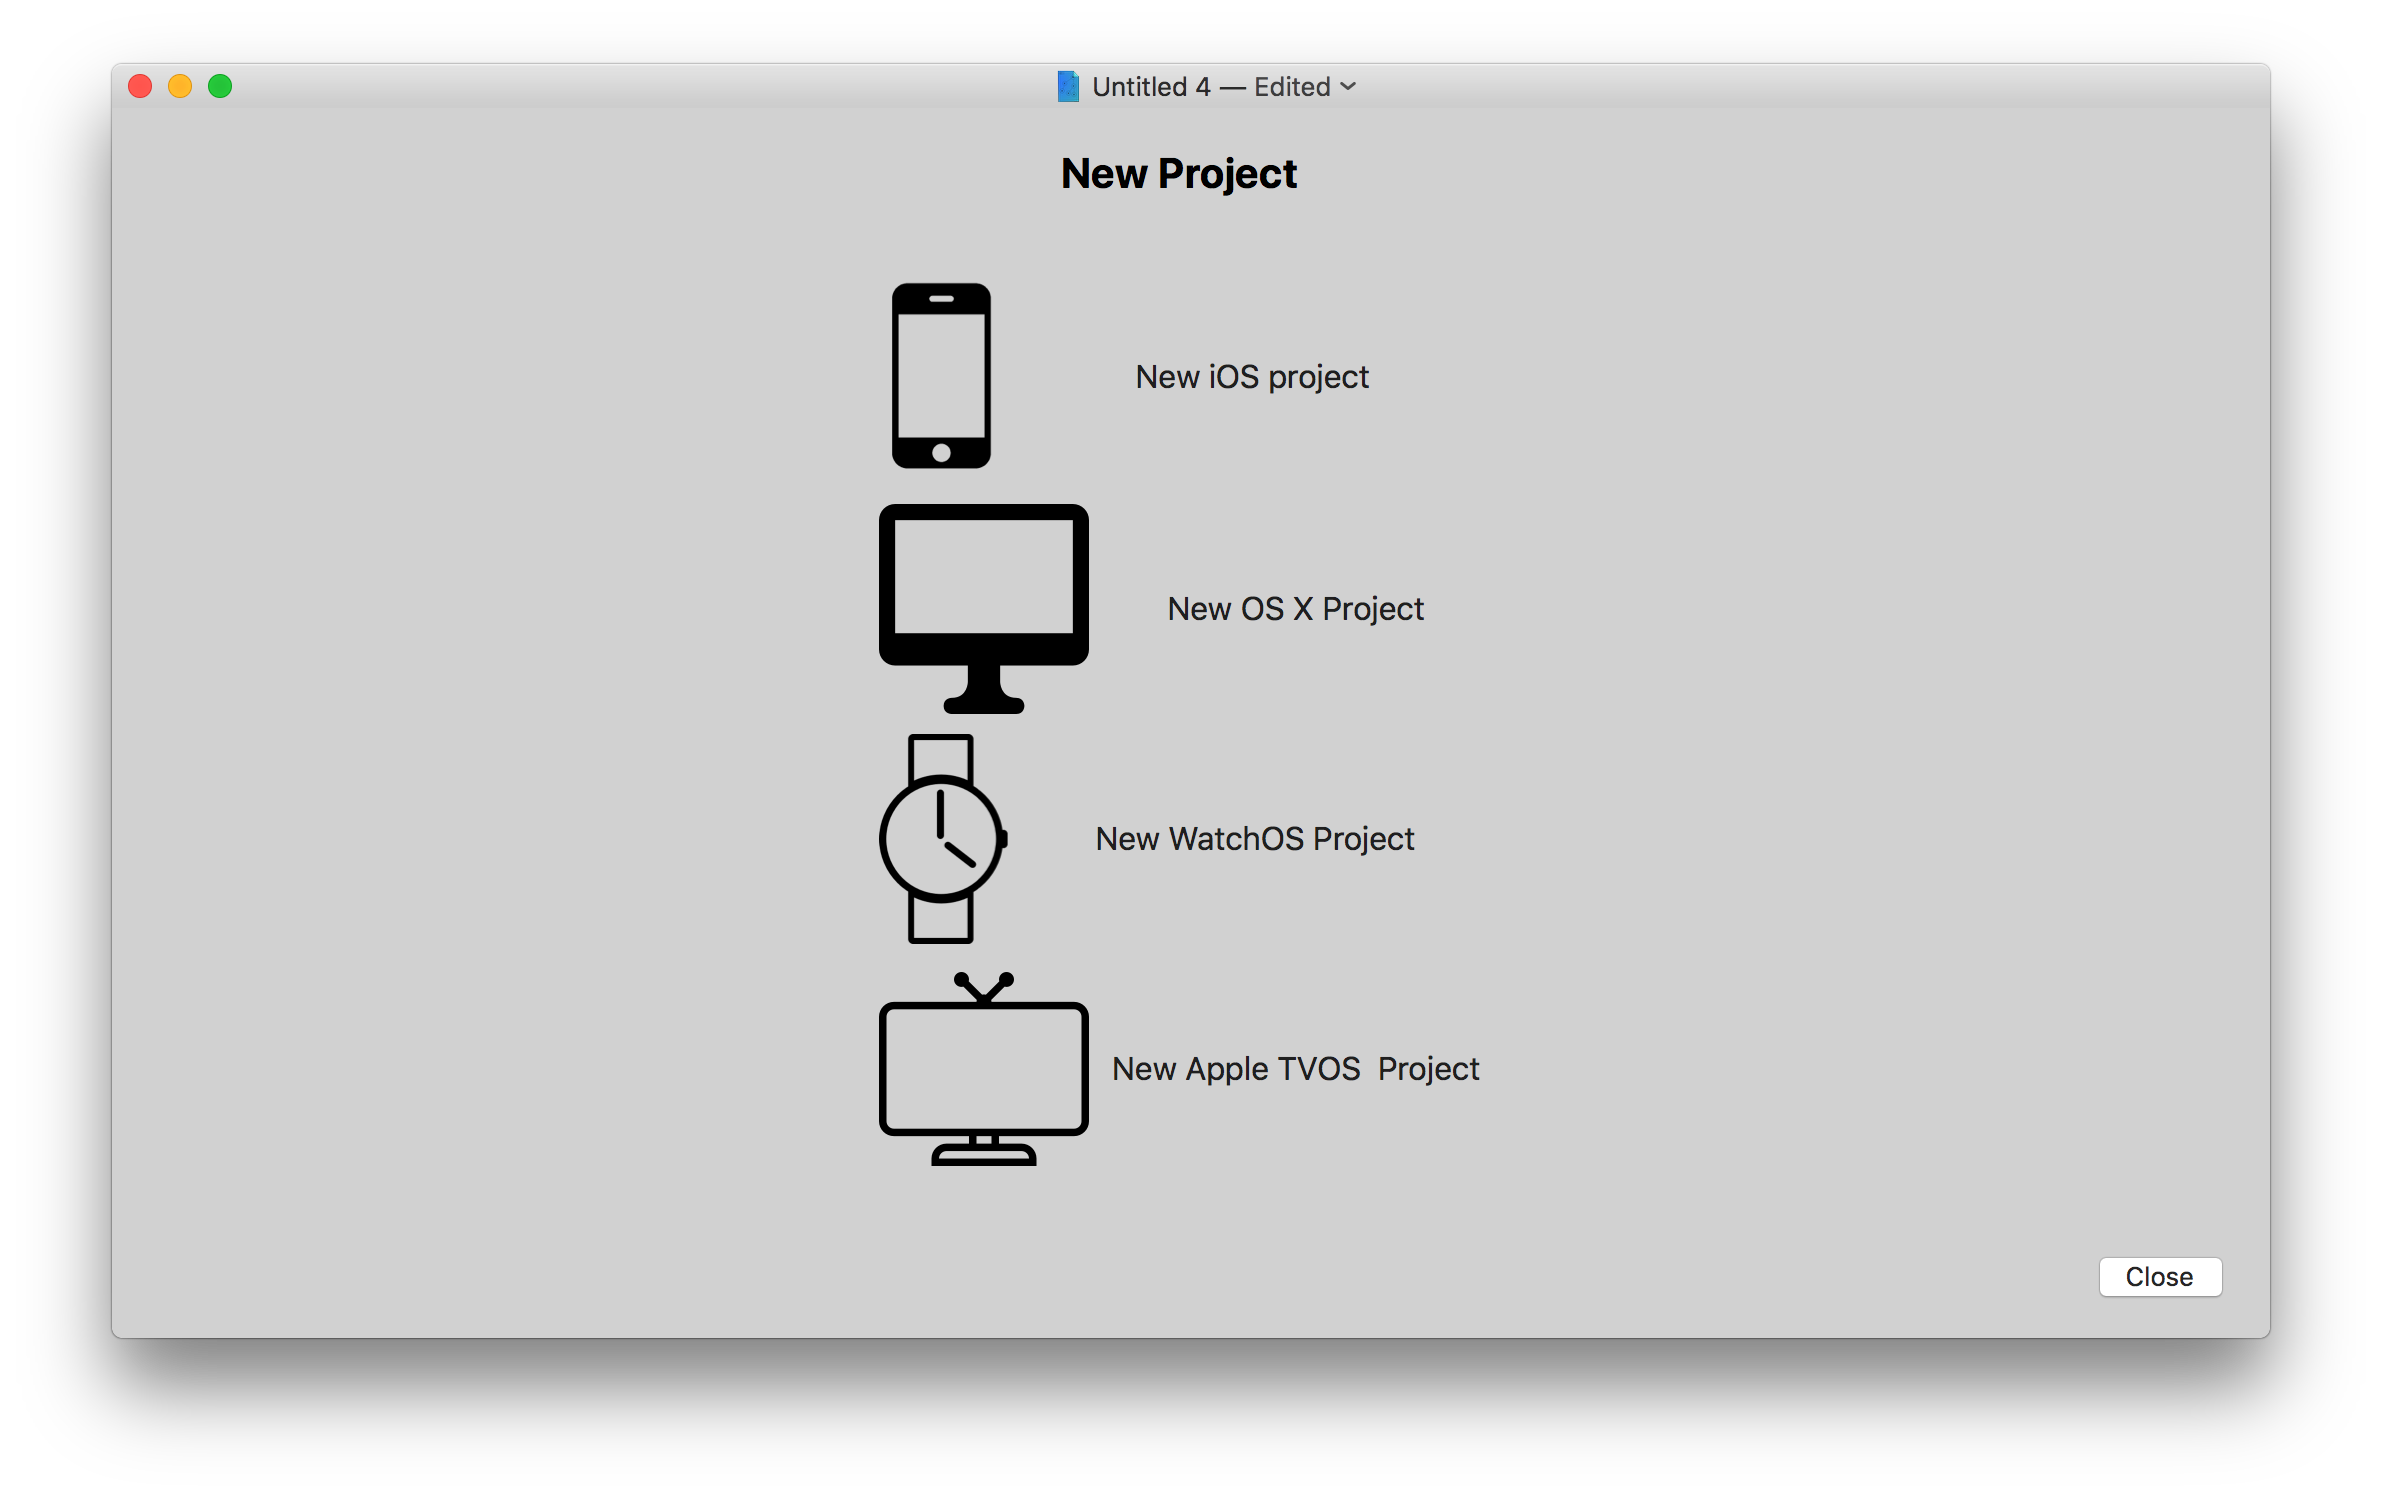 Untitled 4 — Edited
New Project
New iOS project
New OS X Project
New WatchOS Project
New Apple TVOS  Project
Close